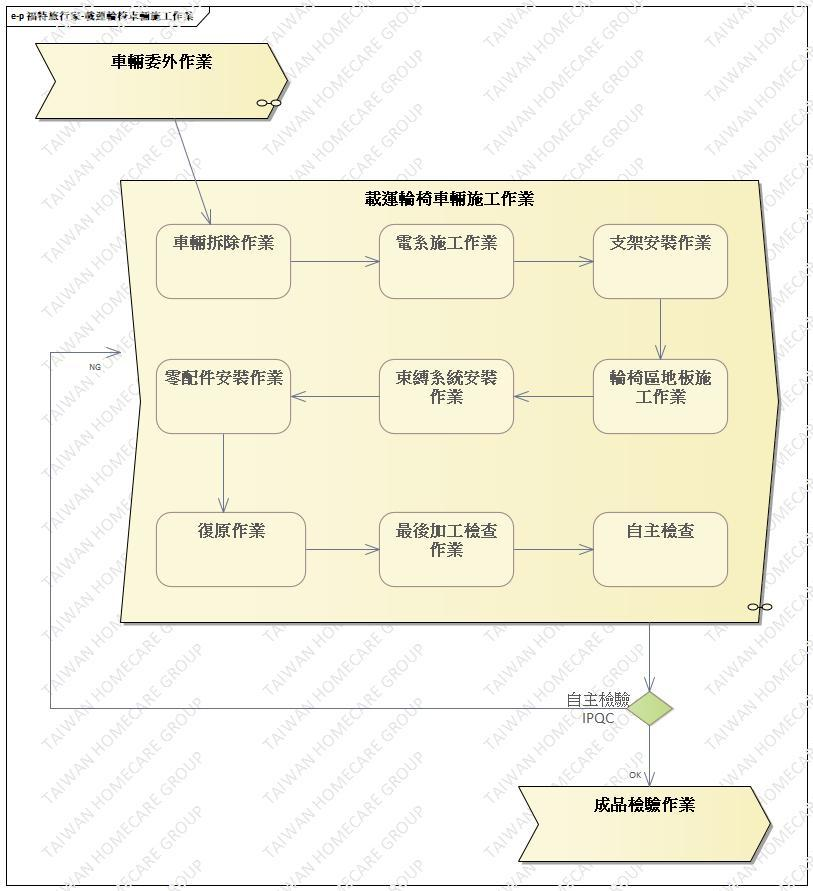 e-p 福特旅行家-載運輪椅車輛施工作業
車輛委外作業
載運輪椅車輛施工作業
車輛拆除作業
電系施工作業
支架安裝作業
零配件安裝作業
束縛系統安裝
作業
輪椅區地板施
工作業
NG
復原作業
最後加工檢查
作業
自主檢查
自主檢驗
IPQC
OK
成品檢驗作業
TAIWAN HOMECARE GROUP